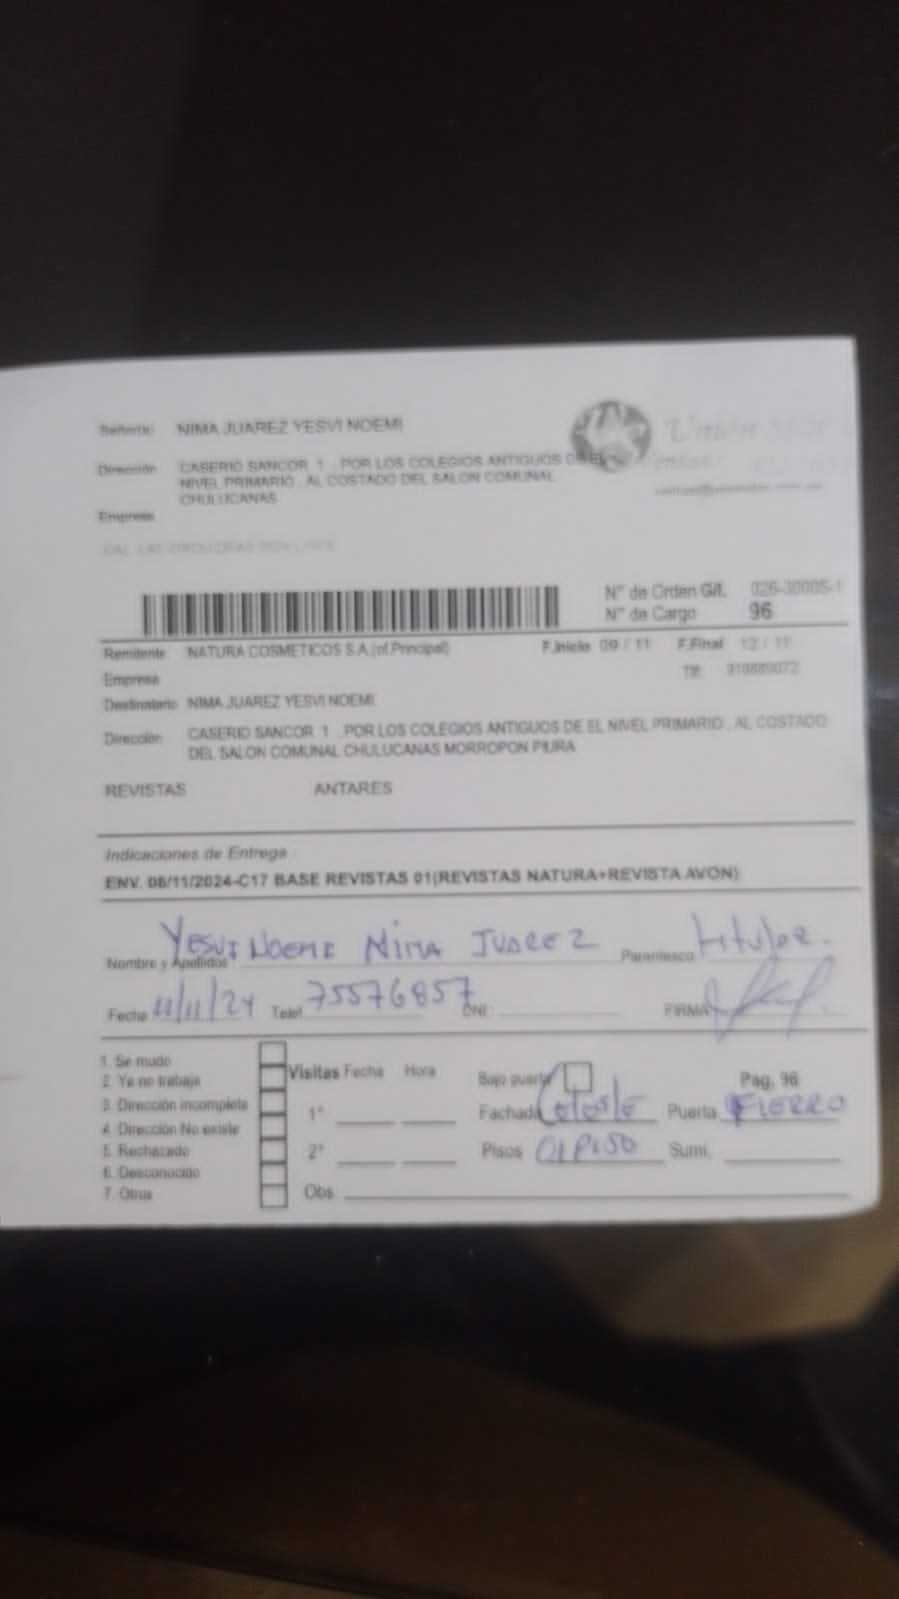 Señor(a): NIMA JUAREZ YESVI NOEMI
Dirección CASERIO SANCOR 1 . POR LOS COLEGIOS ANTIGUOS DE EL
NIVEL PRIMARIO , AL COSTADO DEL SALON COMUNAL
CHULUCANAS
Empresa
Unión
N° de Orden G/L 026-30005-1
N° de Cargo 96
Remitente NATURA COSMETICOS S.A.(of.Principal) F.Inicio 09 / 11 F.Final 12 / 11
Empresa Tlf:
Destinatario NIMA JUAREZ YESVI NOEMI
Dirección CASERIO SANCOR 1 . POR LOS COLEGIOS ANTIGUOS DE EL NIVEL PRIMARIO , AL COSTADO
DEL SALON COMUNAL CHULUCANAS MORROPON PIURA
REVISTAS ANTARES
Indicaciones de Entrega :
ENV. 08/11/2024-C17 BASE REVISTAS 01(REVISTAS NATURA+REVISTA AVON)
Nombre y Apellidos : Yesvi Noemi Nima Juarez Parentesco titular.
Fecha 11/11/24 Telef 75576857 DNI: FIRMA
1. Se mudo
2. Ya no trabaja
3. Dirección incompleta
4. Dirección No existe
5. Rechazado
6. Desconocido
7. Otros
Visitas Fecha Hora
1°
2°
Obs
Bajo puerta Pag, 96
Fachada Celeste Puerta FIERRO
Pisos 01 PISO Sumi.